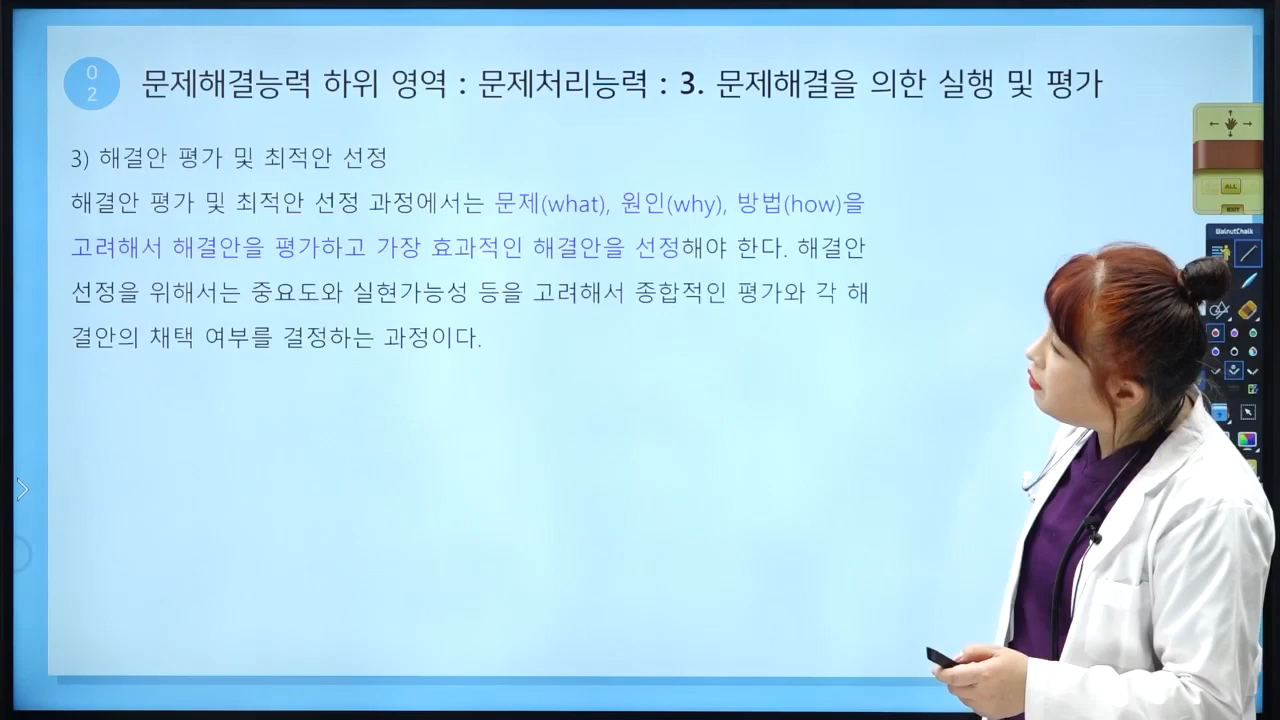 0
2
문제해결능력 하위 영역 : 문제처리능력 : 3. 문제해결을 의한 실행 및 평가
3) 해결안 평가 및 최적안 선정
해결안 평가 및 최적안 선정 과정에서는 문제(what), 원인(why), 방법(how)을
고려해서 해결안을 평가하고 가장 효과적인 해결안을 선정해야 한다. 해결안
선정을 위해서는 중요도와 실현가능성 등을 고려해서 종합적인 평가와 각 해
결안의 채택 여부를 결정하는 과정이다.
ALL
EXIT
WalnutChalk